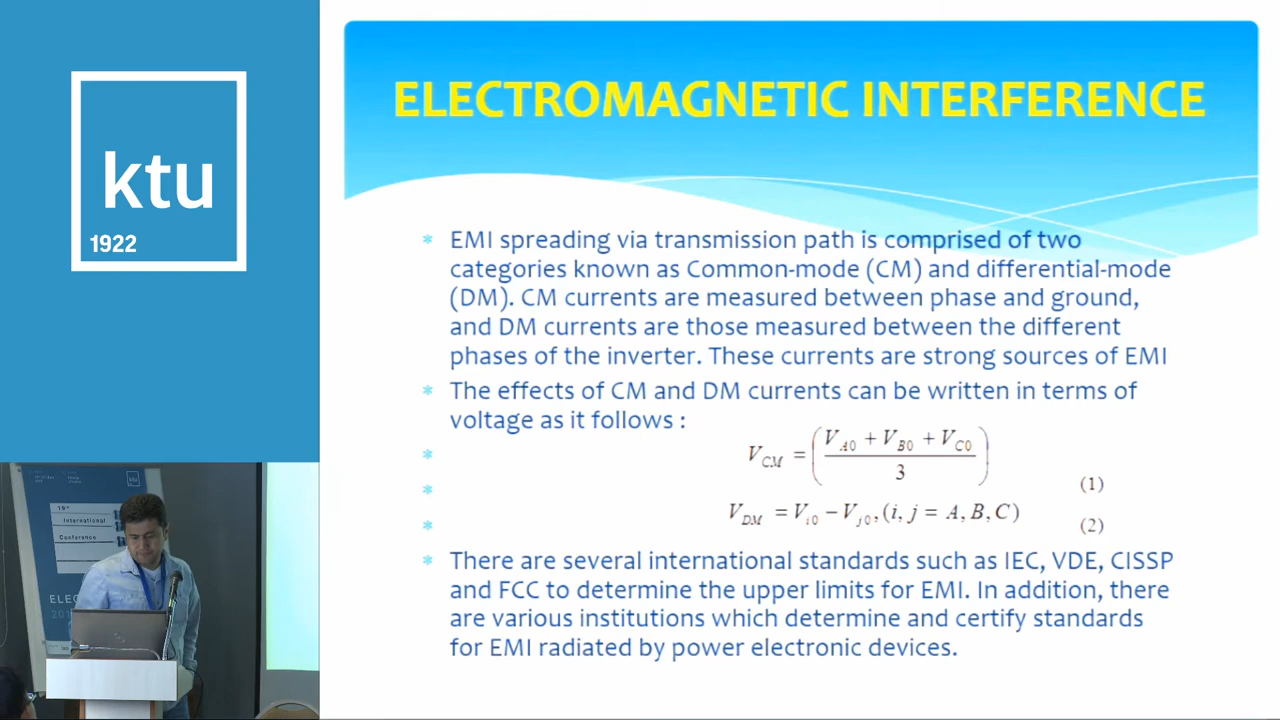 ktu
1922
ELECTROMAGNETIC INTERFERENCE
* EMI spreading via transmission path is comprised of two
categories known as Common-mode (CM) and differential-mode
(DM). CM currents are measured between phase and ground,
and DM currents are those measured between the different
phases of the inverter. These currents are strong sources of EMI
* The effects of CM and DM currents can be written in terms of
voltage as it follows :
* V_CM = ( (V_A0 + V_B0 + V_C0) / 3 )
* (1)
* V_DM = V_i0 − V_j0, (i, j = A, B, C) (2)
* There are several international standards such as IEC, VDE, CISSP
and FCC to determine the upper limits for EMI. In addition, there
are various institutions which determine and certify standards
for EMI radiated by power electronic devices.
19th
International
Conference
ELEC